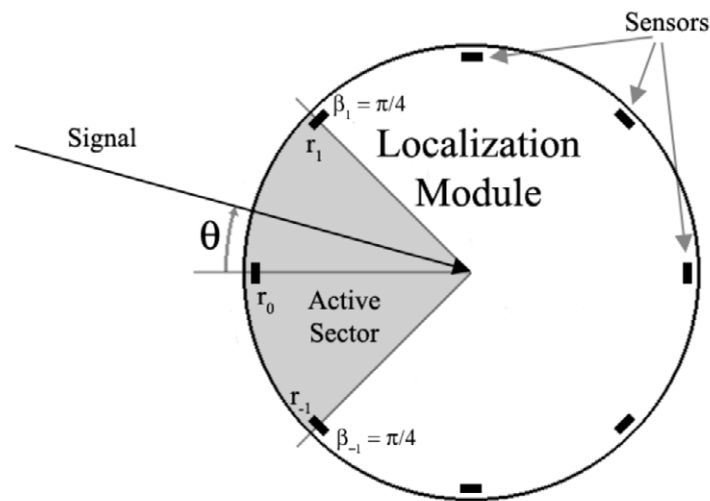 Sensors
β₁ = π/4
Signal
r₁
Localization
Module
θ
r₀
Active
Sector
r₋₁
β₋₁ = π/4